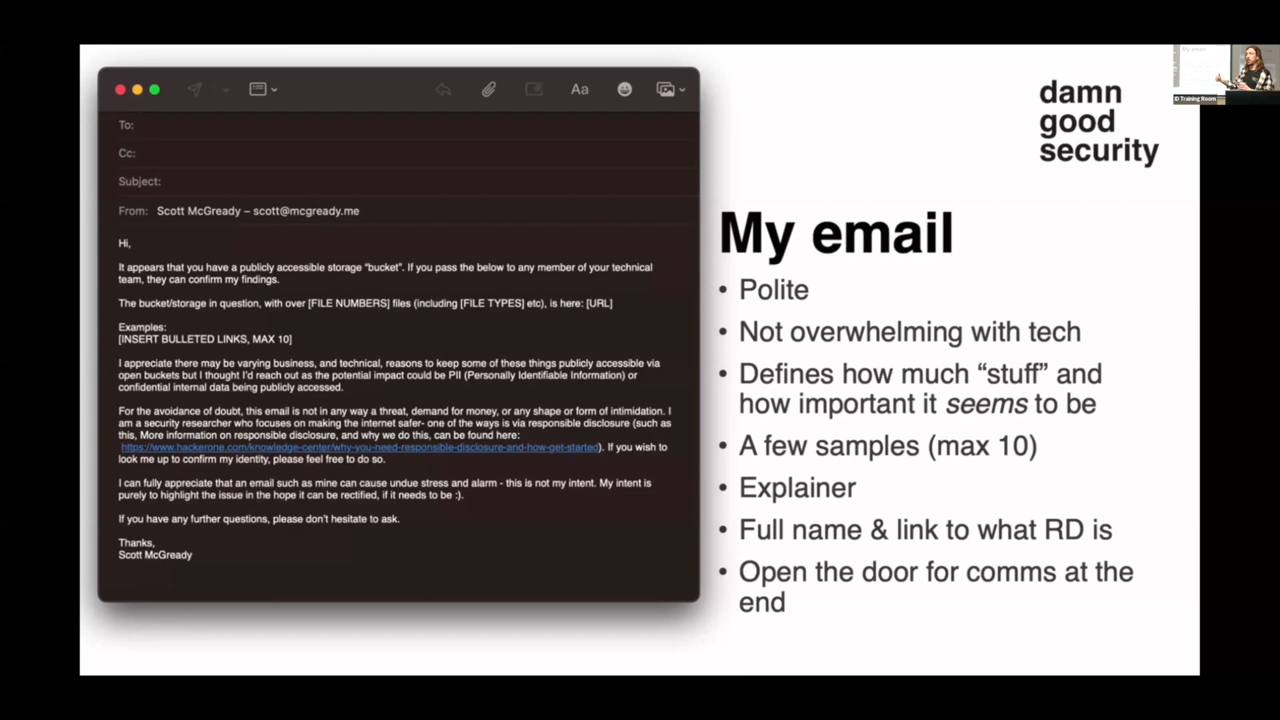 My email
ID Training Room
damn
good
security
Aa
To:
Cc:
Subject:
From: Scott McGready – scott@mcgready.me
Hi,
It appears that you have a publicly accessible storage “bucket”. If you pass the below to any member of your technical
team, they can confirm my findings.
The bucket/storage in question, with over [FILE NUMBERS] files (including [FILE TYPES] etc), is here: [URL]
Examples:
[INSERT BULLETED LINKS, MAX 10]
I appreciate there may be varying business, and technical, reasons to keep some of these things publicly accessible via
open buckets but I thought I'd reach out as the potential impact could be PII (Personally Identifiable Information) or
confidential internal data being publicly accessed.
For the avoidance of doubt, this email is not in any way a threat, demand for money, or any shape or form of intimidation. I
am a security researcher who focuses on making the internet safer- one of the ways is via responsible disclosure (such as
this, More information on responsible disclosure, and why we do this, can be found here:
https://www.hackerone.com/knowledge-center/why-you-need-responsible-disclosure-and-how-get-started). If you wish to
look me up to confirm my identity, please feel free to do so.
I can fully appreciate that an email such as mine can cause undue stress and alarm - this is not my intent. My intent is
purely to highlight the issue in the hope it can be rectified, if it needs to be :).
If you have any further questions, please don't hesitate to ask.
Thanks,
Scott McGready
My email
• Polite
• Not overwhelming with tech
• Defines how much “stuff” and
how important it seems to be
• A few samples (max 10)
• Explainer
• Full name & link to what RD is
• Open the door for comms at the
end